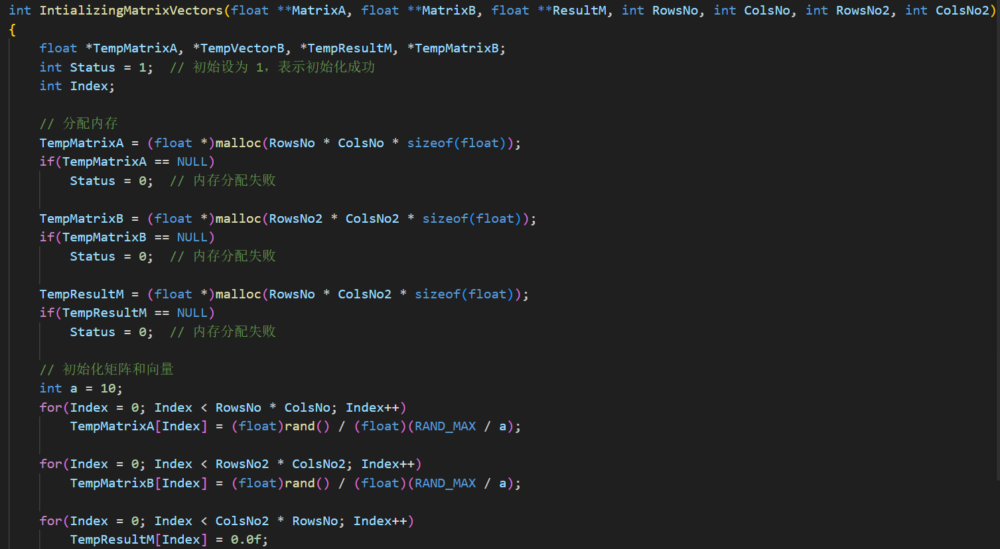 int IntializingMatrixVectors(float **MatrixA, float **MatrixB, float **ResultM, int RowsNo, int ColsNo, int RowsNo2, int ColsNo2)
{
    float *TempMatrixA, *TempVectorB, *TempResultM, *TempMatrixB;
    int Status = 1;  // 初始设为 1，表示初始化成功
    int Index;

    // 分配内存
    TempMatrixA = (float *)malloc(RowsNo * ColsNo * sizeof(float));
    if(TempMatrixA == NULL)
        Status = 0;  // 内存分配失败

    TempMatrixB = (float *)malloc(RowsNo2 * ColsNo2 * sizeof(float));
    if(TempMatrixB == NULL)
        Status = 0;  // 内存分配失败

    TempResultM = (float *)malloc(RowsNo * ColsNo2 * sizeof(float));
    if(TempResultM == NULL)
        Status = 0;  // 内存分配失败

    // 初始化矩阵和向量
    int a = 10;
    for(Index = 0; Index < RowsNo * ColsNo; Index++)
        TempMatrixA[Index] = (float)rand() / (float)(RAND_MAX / a);

    for(Index = 0; Index < RowsNo2 * ColsNo2; Index++)
        TempMatrixB[Index] = (float)rand() / (float)(RAND_MAX / a);

    for(Index = 0; Index < ColsNo2 * RowsNo; Index++)
        TempResultM[Index] = 0.0f;